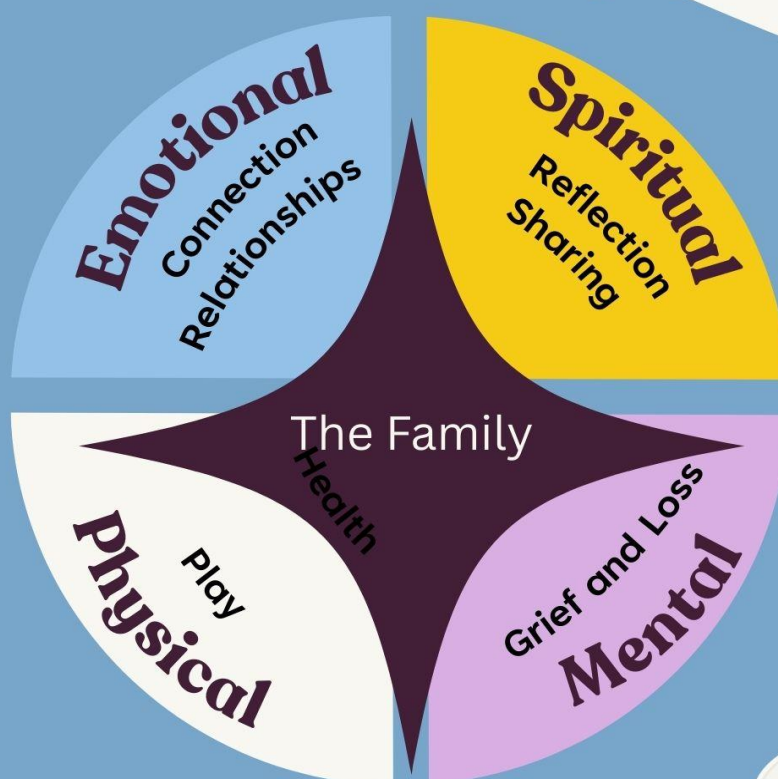 Emotional
Connection
Relationships
Spiritual
Reflection
Sharing
The Family
Health
Play
Physical
Grief and Loss
Mental